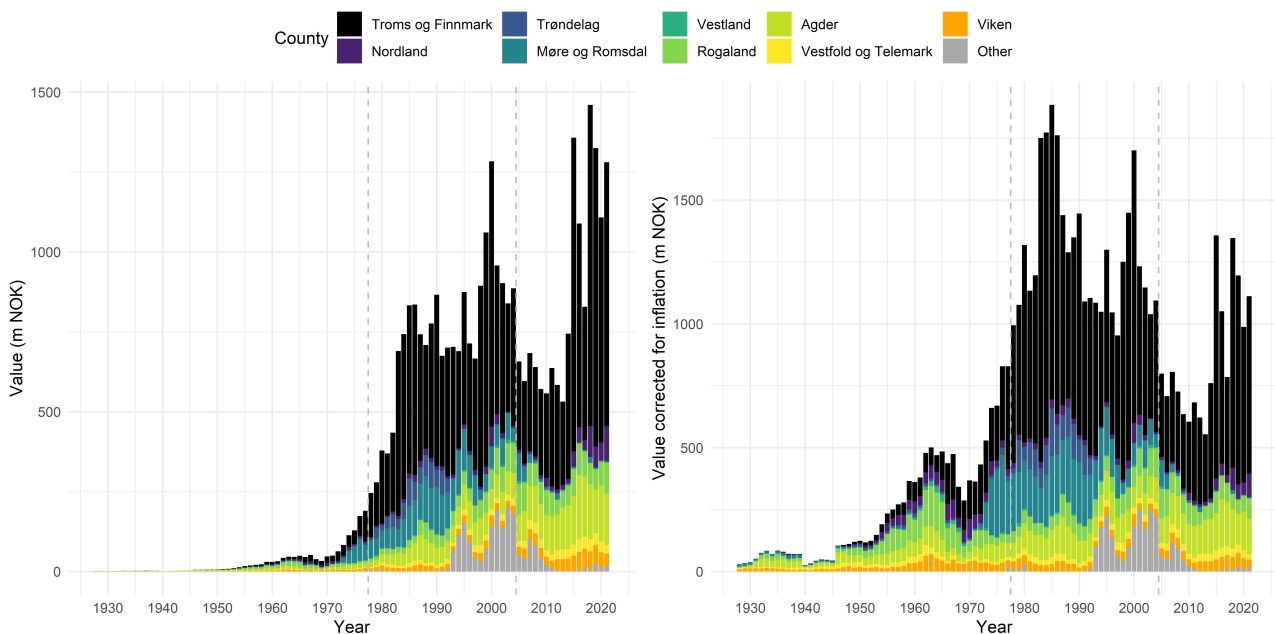 County
Troms og Finnmark Trøndelag Vestland Agder Viken
Nordland Møre og Romsdal Rogaland Vestfold og Telemark Other
Value (m NOK)
1500
1000
500
0
1930 1940 1950 1960 1970 1980 1990 2000 2010 2020
Year
Value corrected for inflation (m NOK)
1500
1000
500
0
1930 1940 1950 1960 1970 1980 1990 2000 2010 2020
Year